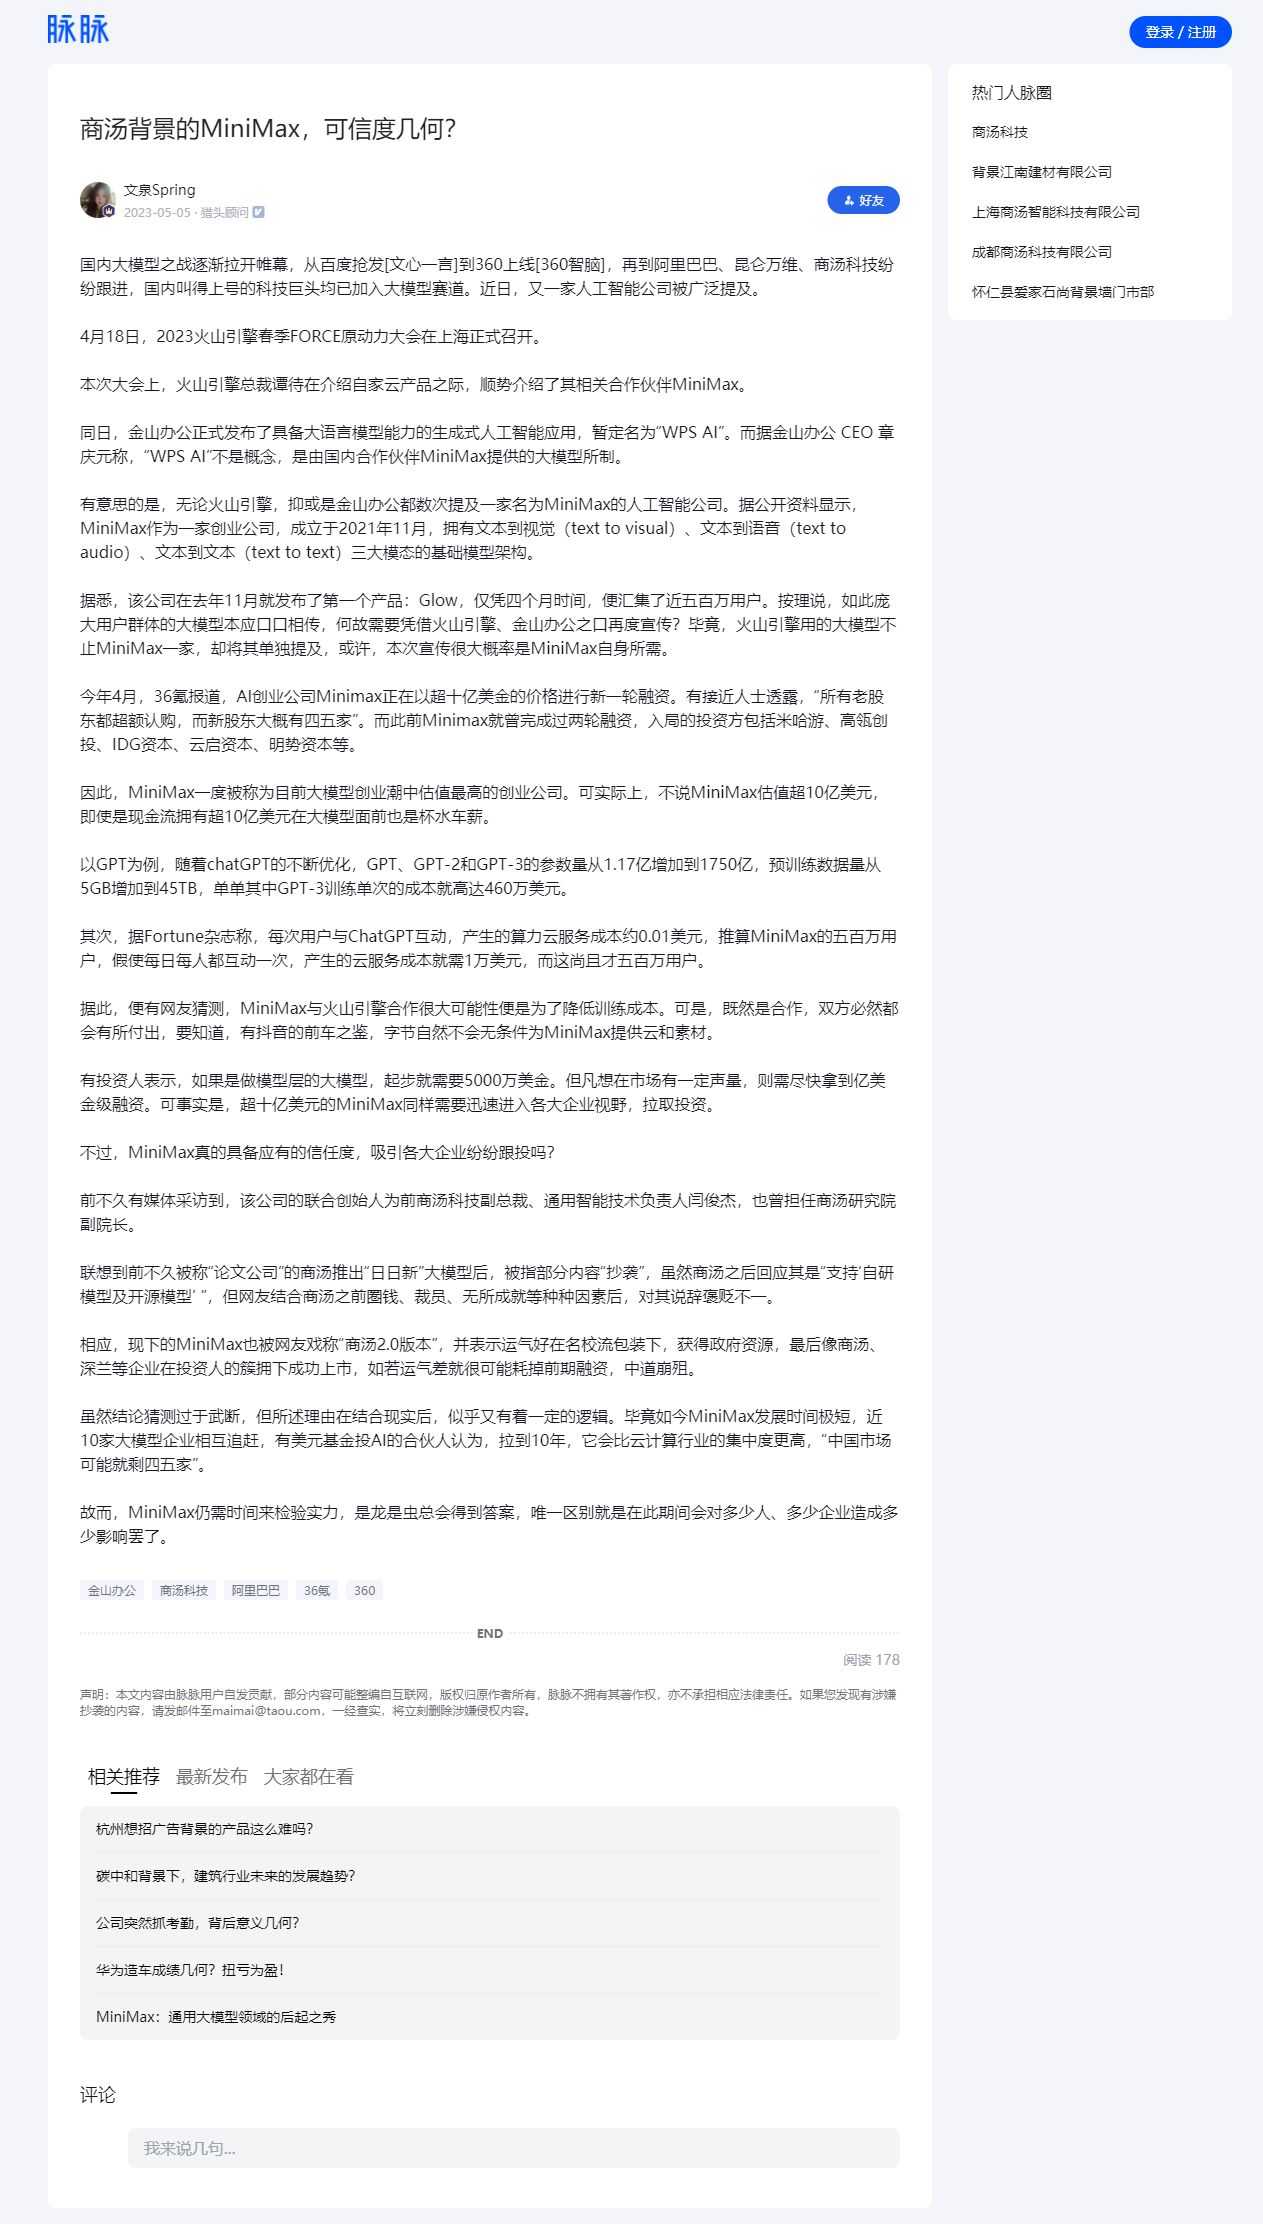 脉脉
登录 / 注册
商汤背景的MiniMax，可信度几何？
文泉Spring
2023-05-05 · 猎头顾问
好友
国内大模型之战逐渐拉开帷幕，从百度抢发[文心一言]到360上线[360智脑]，再到阿里巴巴、昆仑万维、商汤科技纷
纷跟进，国内叫得上号的科技巨头均已加入大模型赛道。近日，又一家人工智能公司被广泛提及。
4月18日，2023火山引擎春季FORCE原动力大会在上海正式召开。
本次大会上，火山引擎总裁谭待在介绍自家云产品之际，顺势介绍了其相关合作伙伴MiniMax。
同日，金山办公正式发布了具备大语言模型能力的生成式人工智能应用，暂定名为“WPS AI”。而据金山办公 CEO 章
庆元称，“WPS AI”不是概念，是由国内合作伙伴MiniMax提供的大模型所制。
有意思的是，无论火山引擎，抑或是金山办公都数次提及一家名为MiniMax的人工智能公司。据公开资料显示，
MiniMax作为一家创业公司，成立于2021年11月，拥有文本到视觉（text to visual）、文本到语音（text to
audio）、文本到文本（text to text）三大模态的基础模型架构。
据悉，该公司在去年11月就发布了第一个产品：Glow，仅凭四个月时间，便汇集了近五百万用户。按理说，如此庞
大用户群体的大模型本应口口相传，何故需要凭借火山引擎、金山办公之口再度宣传？毕竟，火山引擎用的大模型不
止MiniMax一家，却将其单独提及，或许，本次宣传很大概率是MiniMax自身所需。
今年4月，36氪报道，AI创业公司Minimax正在以超十亿美金的价格进行新一轮融资。有接近人士透露，“所有老股
东都超额认购，而新股东大概有四五家”。而此前Minimax就曾完成过两轮融资，入局的投资方包括米哈游、高瓴创
投、IDG资本、云启资本、明势资本等。
因此，MiniMax一度被称为目前大模型创业潮中估值最高的创业公司。可实际上，不说MiniMax估值超10亿美元，
即使是现金流拥有超10亿美元在大模型面前也是杯水车薪。
以GPT为例，随着chatGPT的不断优化，GPT、GPT-2和GPT-3的参数量从1.17亿增加到1750亿，预训练数据量从
5GB增加到45TB，单单其中GPT-3训练单次的成本就高达460万美元。
其次，据Fortune杂志称，每次用户与ChatGPT互动，产生的算力云服务成本约0.01美元，推算MiniMax的五百万用
户，假使每日每人都互动一次，产生的云服务成本就需1万美元，而这尚且才五百万用户。
据此，便有网友猜测，MiniMax与火山引擎合作很大可能性便是为了降低训练成本。可是，既然是合作，双方必然都
会有所付出，要知道，有抖音的前车之鉴，字节自然不会无条件为MiniMax提供云和素材。
有投资人表示，如果是做模型层的大模型，起步就需要5000万美金。但凡想在市场有一定声量，则需尽快拿到亿美
金级融资。可事实是，超十亿美元的MiniMax同样需要迅速进入各大企业视野，拉取投资。
不过，MiniMax真的具备应有的信任度，吸引各大企业纷纷跟投吗？
前不久有媒体采访到，该公司的联合创始人为前商汤科技副总裁、通用智能技术负责人闫俊杰，也曾担任商汤研究院
副院长。
联想到前不久被称“论文公司”的商汤推出“日日新”大模型后，被指部分内容“抄袭”，虽然商汤之后回应其是“支持‘自研
模型及开源模型’ ”，但网友结合商汤之前圈钱、裁员、无所成就等种种因素后，对其说辞褒贬不一。
相应，现下的MiniMax也被网友戏称“商汤2.0版本”，并表示运气好在名校流包装下，获得政府资源，最后像商汤、
深兰等企业在投资人的簇拥下成功上市，如若运气差就很可能耗掉前期融资，中道崩殂。
虽然结论猜测过于武断，但所述理由在结合现实后，似乎又有着一定的逻辑。毕竟如今MiniMax发展时间极短，近
10家大模型企业相互追赶，有美元基金投AI的合伙人认为，拉到10年，它会比云计算行业的集中度更高，“中国市场
可能就剩四五家”。
故而，MiniMax仍需时间来检验实力，是龙是虫总会得到答案，唯一区别就是在此期间会对多少人、多少企业造成多
少影响罢了。
金山办公 商汤科技 阿里巴巴 36氪 360
END
阅读 178
声明：本文内容由脉脉用户自发贡献，部分内容可能整编自互联网，版权归原作者所有，脉脉不拥有其著作权，亦不承担相应法律责任。如果您发现有涉嫌
抄袭的内容，请发邮件至maimai@taou.com，一经查实，将立刻删除涉嫌侵权内容。
相关推荐 最新发布 大家都在看
杭州想招广告背景的产品这么难吗？
碳中和背景下，建筑行业未来的发展趋势？
公司突然抓考勤，背后意义几何？
华为造车成绩几何？扭亏为盈！
MiniMax：通用大模型领域的后起之秀
评论
我来说几句...
热门人脉圈
商汤科技
背景江南建材有限公司
上海商汤智能科技有限公司
成都商汤科技有限公司
怀仁县爱家石尚背景墙门市部